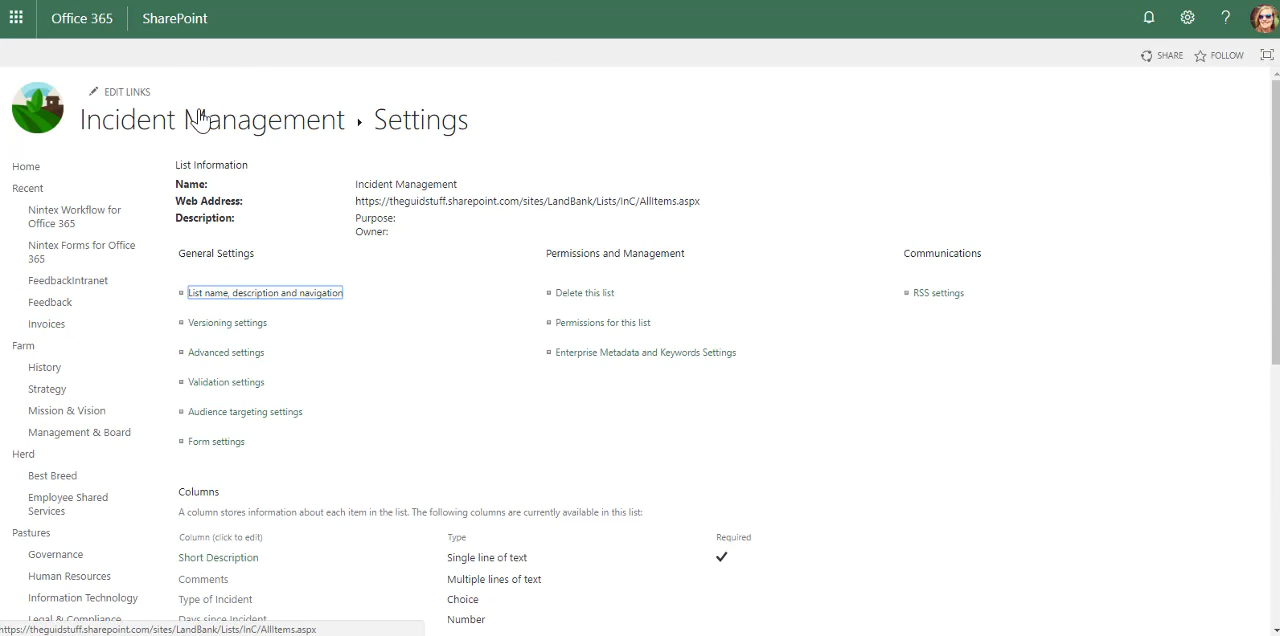 Office 365
SharePoint
?
SHARE
FOLLOW
EDIT LINKS
Incident Management ▸ Settings
Home
Recent
Nintex Workflow for
Office 365
Nintex Forms for Office
365
FeedbackIntranet
Feedback
Invoices
Farm
History
Strategy
Mission & Vision
Management & Board
Herd
Best Breed
Employee Shared
Services
Pastures
Governance
Human Resources
Information Technology
Legal & Compliance
List Information
Name: Incident Management
Web Address: https://theguidstuff.sharepoint.com/sites/LandBank/Lists/InC/AllItems.aspx
Description: Purpose:
Owner:
General Settings
List name, description and navigation
Versioning settings
Advanced settings
Validation settings
Audience targeting settings
Form settings
Permissions and Management
Delete this list
Permissions for this list
Enterprise Metadata and Keywords Settings
Communications
RSS settings
Columns
A column stores information about each item in the list. The following columns are currently available in this list:
Column (click to edit) Type Required
Short Description Single line of text ✓
Comments Multiple lines of text
Type of Incident Choice
Days since Incident Number
https://theguidstuff.sharepoint.com/sites/LandBank/Lists/InC/AllItems.aspx